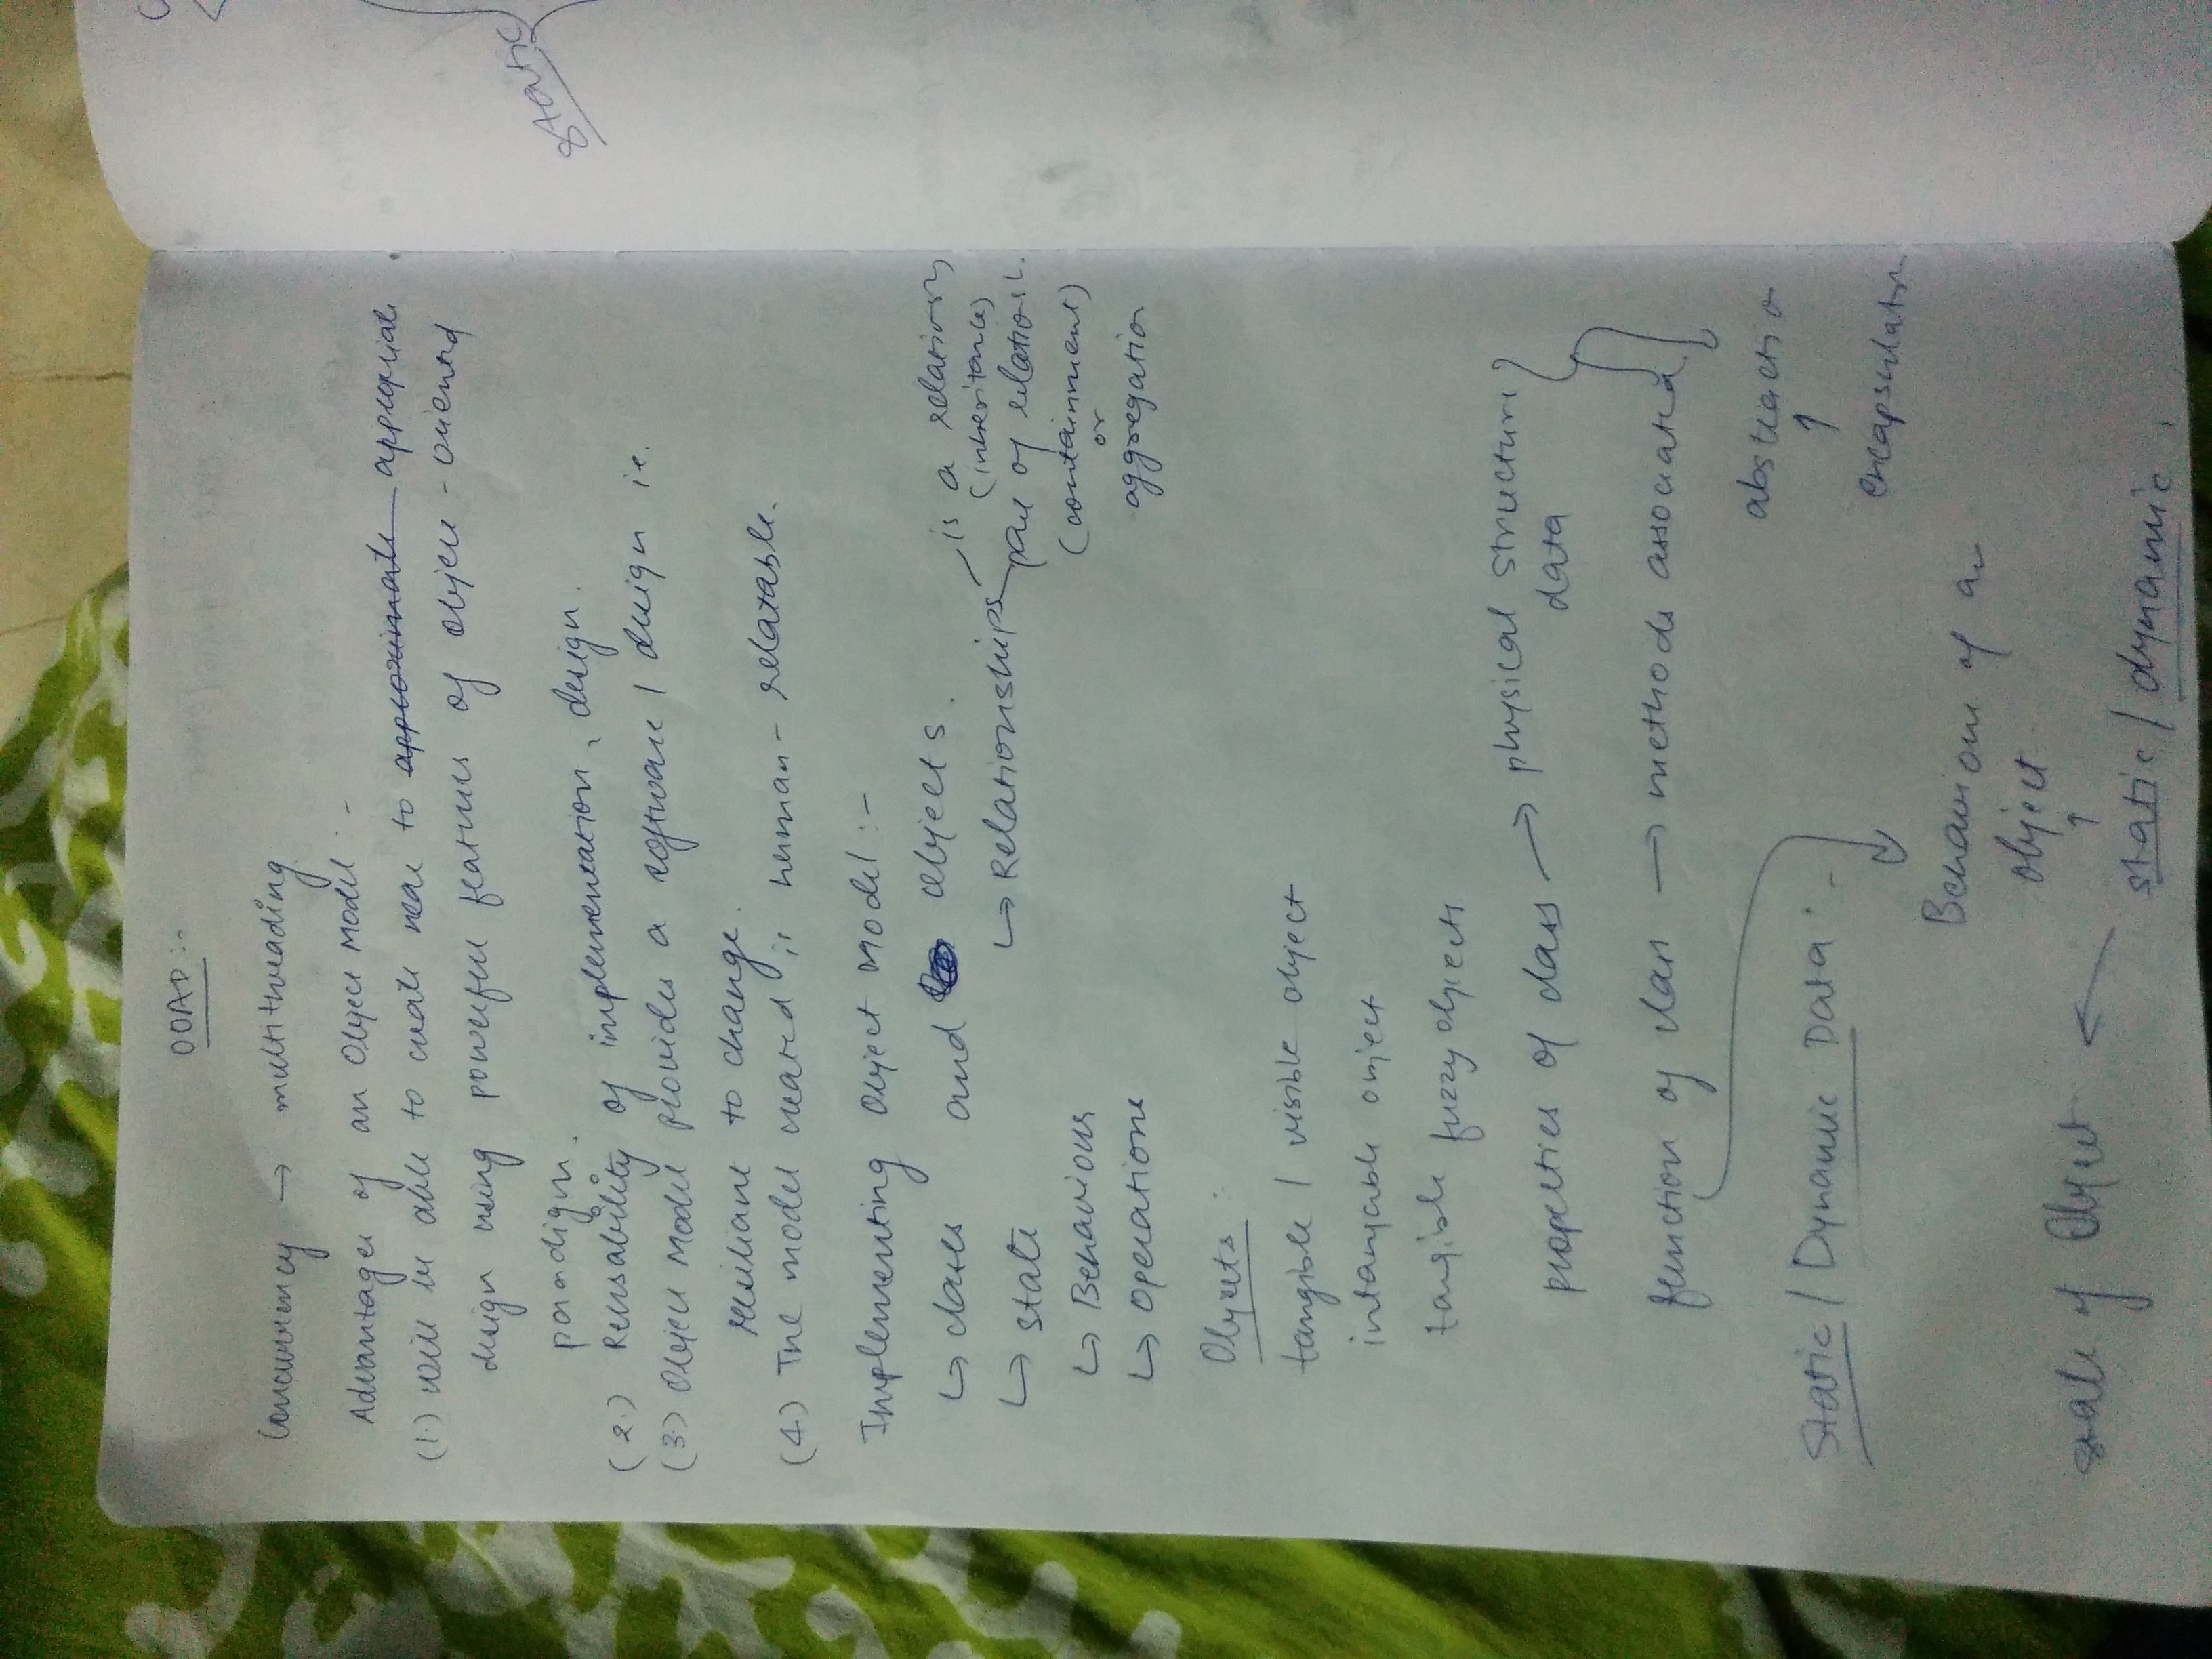 OOAD :-
Concurrency → multithreading
Advantages of an Object Model :-
(1.) will be able to create near to approximate appropriate
design using powerful features of object - oriented
paradigm.
(2.) Reusability of implementation, design.
(3.) Object Model provides a software / design ie.
resiliant to change.
(4.) The model created, is human - relatable.
Implementing Object Model :-
↳ classes and objects.
↳ State
↳ Relationships
is a relation
(inheritance)
part of relation
(containment)
or
aggregation
↳ Behaviours
↳ Operations
Objects :
tangible / visible object
intangible object
tangible fuzzy objects
properties of class → physical structure
data
function of class → methods associated
abstraction
encapsulation
Static / Dynamic Data : -
Behaviour of an
object
state of Object
static / dynamic